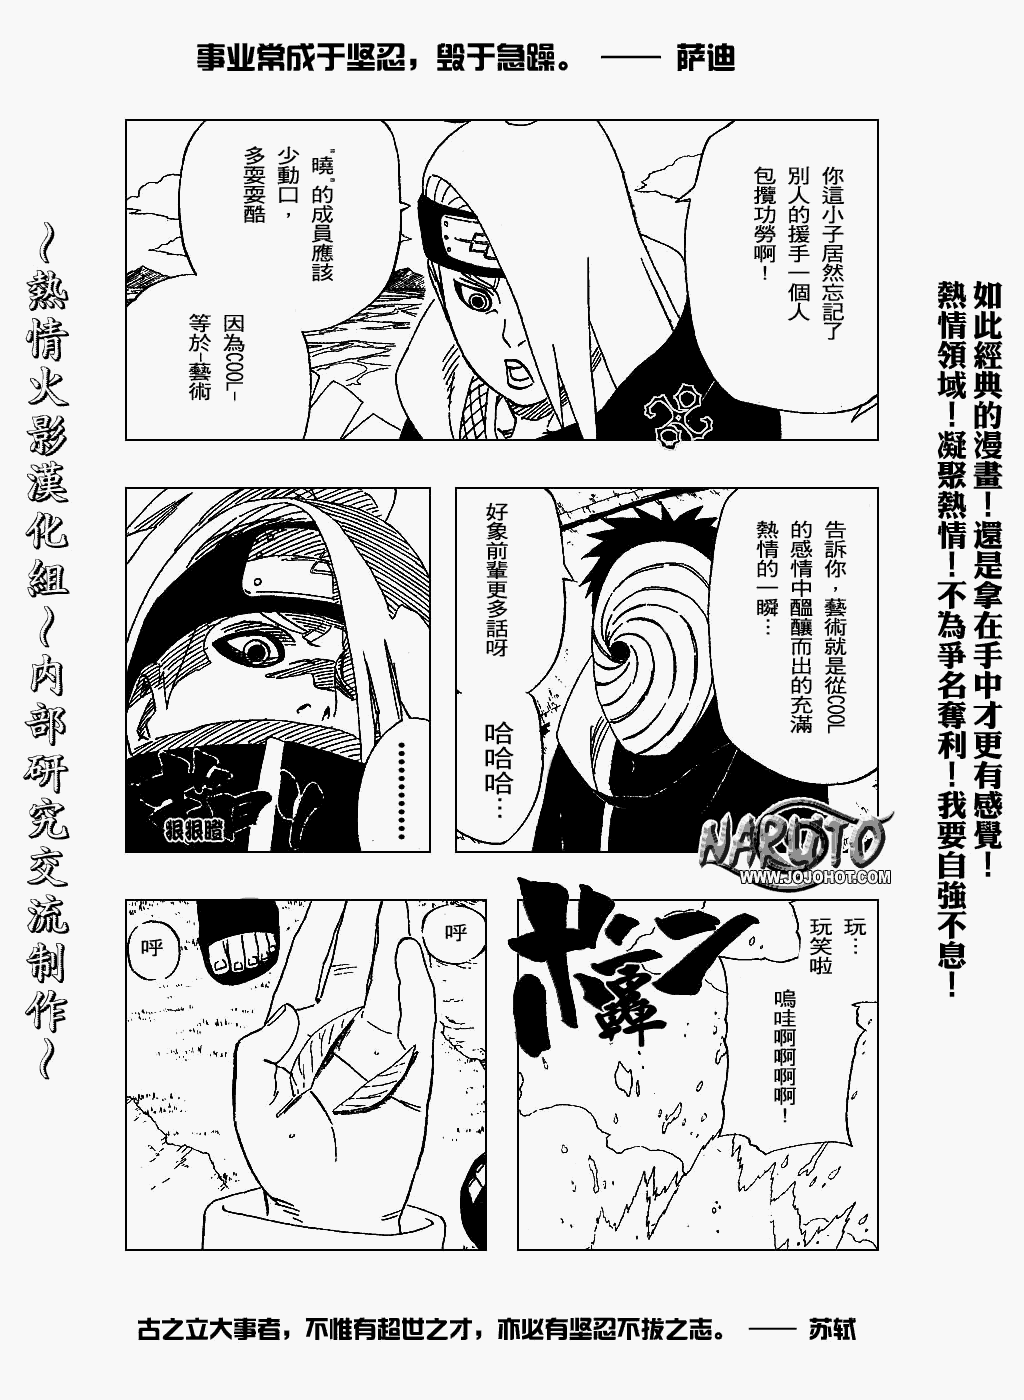 事业常成于坚忍，毁于急躁。 —— 萨迪
你這小子居然忘記了
別人的援手一個人
包攬功勞啊！
"曉"的成員應該
少動口，
多耍耍酷
因為COOL-
等於-藝術
告訴你，藝術就是從COOL
的感情中醞釀而出的充滿
熱情的一瞬…
好象前輩更多話呀
哈哈哈…
…………
狠狠瞪
NARUTO
WWW.JOJOHOT.COM
玩…
玩笑啦
嗚哇啊啊啊啊！
ボン
轟
呼
呼
如此經典的漫畫！還是拿在手中才更有感覺！
熱情領域！凝聚熱情！不為爭名奪利！我要自強不息！
~熱情火影漢化組~內部研究交流制作~
古之立大事者，不惟有超世之才，亦必有坚忍不拔之志。 —— 苏轼